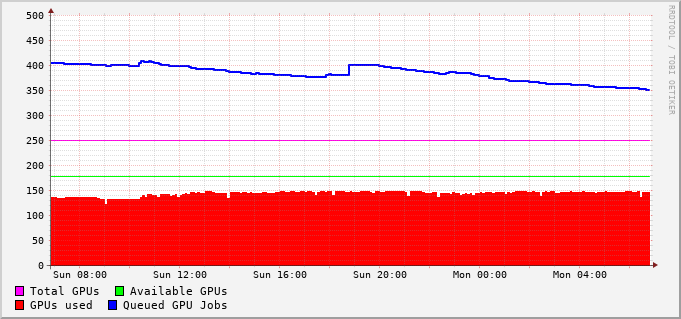 500
450
400
350
300
250
200
150
100
50
0
Sun 08:00 Sun 12:00 Sun 16:00 Sun 20:00 Mon 00:00 Mon 04:00
Total GPUs Available GPUs
GPUs used Queued GPU Jobs
RRDTOOL / TOBI OETIKER